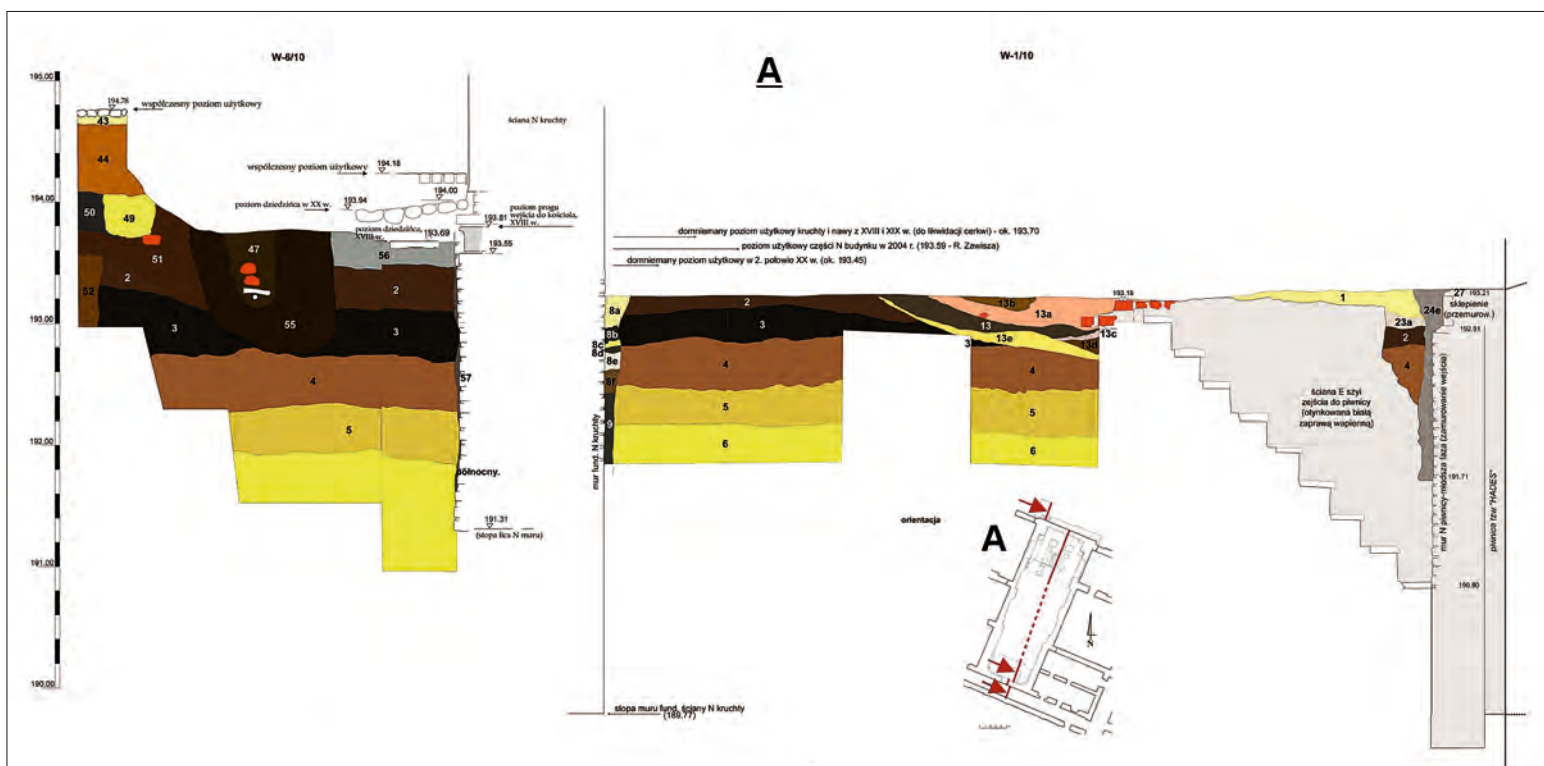 W-6/10
A
W-1/10
195.00
194.00
193.00
192.00
191.00
190.00
194.78
współczesny poziom użytkowy
43
44
50
49
51
2
52
3
47
55
56
2
3
4
5
57
północny.
współczesny poziom użytkowy
194.18
194.00
poziom dziedzińca w XX w.
193.94
poziom dziedzińca,
XVIII w.
193.69
poziom progu
wejścia do kościoła,
XVIII w.
193.81
193.55
191.31
(stopa lica N muru)
ściana N kruchty
domniemany poziom użytkowy kruchty i nawy z XVIII i XIX w. (do likwidacji cerkwi) - ok. 193.70
poziom użytkowy części N budynku w 2004 r. (193.59 - R. Zawisza)
domniemany poziom użytkowy w 2. połowie XX w. (ok. 193.45)
8a
8b
8c
8d
8e
8f
9
mur fund. N kruchty
2
3
4
5
6
13b
13a
13
13e
13c
13d
3
4
5
6
193.18
1
27
193.21
sklepienie
(przemurow.)
24e
23a
2
4
192.91
ściana E szyi
zejścia do piwnicy
(otynkowana białą
zaprawą wapienną)
191.71
190.80
mur N piwnicy-młodsza faza (zamurowanie wejścia)
piwnica tzw."HADES"
orientacja
A
N
stopa muru fund. ściany N kruchty
(189.77)